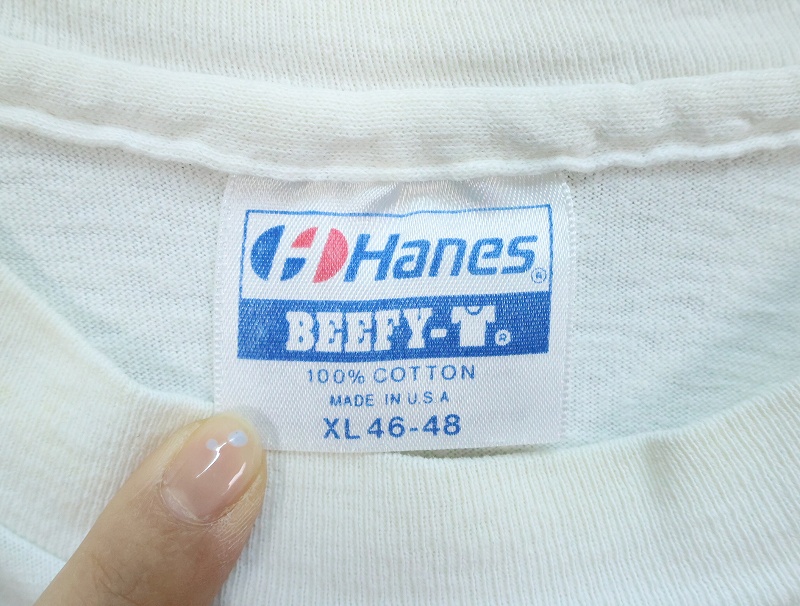 Hanes®
BEEFY-T®
100% COTTON
MADE IN U.S.A
XL 46-48